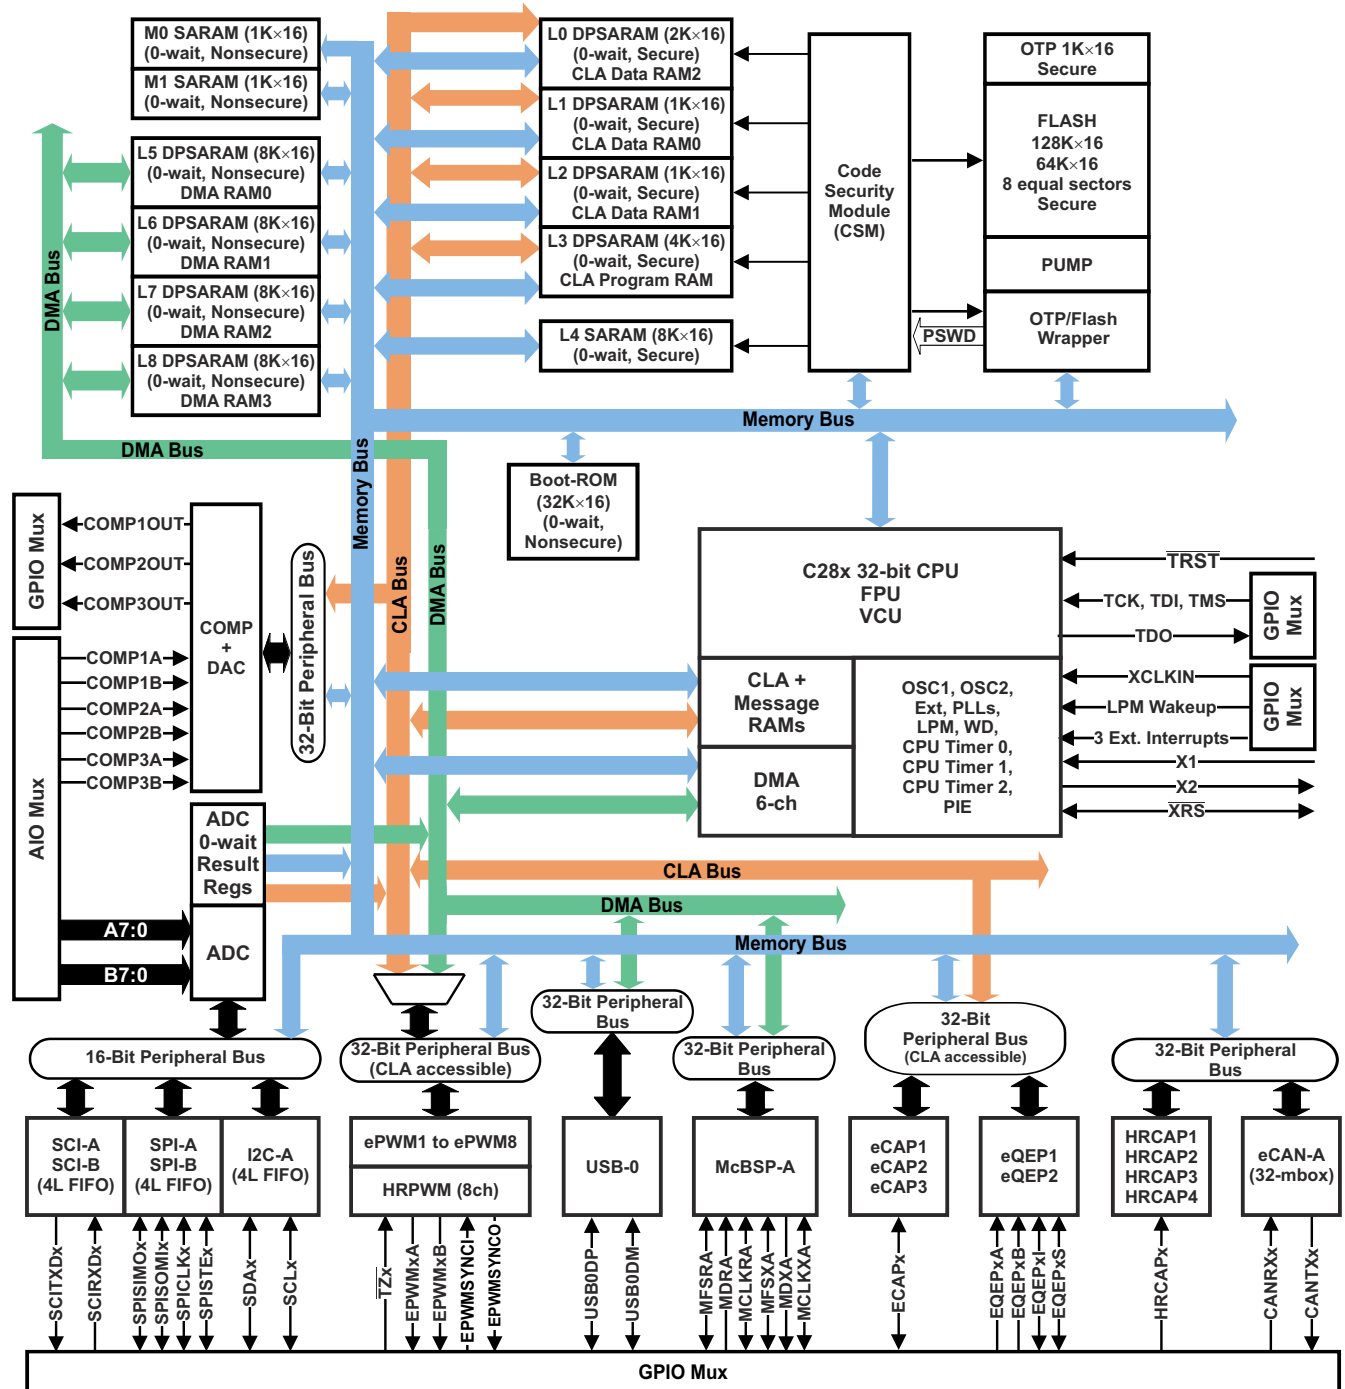 M0 SARAM (1K×16)
(0-wait, Nonsecure)
M1 SARAM (1K×16)
(0-wait, Nonsecure)
L5 DPSARAM (8K×16)
(0-wait, Nonsecure)
DMA RAM0
L6 DPSARAM (8K×16)
(0-wait, Nonsecure)
DMA RAM1
L7 DPSARAM (8K×16)
(0-wait, Nonsecure)
DMA RAM2
L8 DPSARAM (8K×16)
(0-wait, Nonsecure)
DMA RAM3
DMA Bus
L0 DPSARAM (2K×16)
(0-wait, Secure)
CLA Data RAM2
L1 DPSARAM (1K×16)
(0-wait, Secure)
CLA Data RAM0
L2 DPSARAM (1K×16)
(0-wait, Secure)
CLA Data RAM1
L3 DPSARAM (4K×16)
(0-wait, Secure)
CLA Program RAM
L4 SARAM (8K×16)
(0-wait, Secure)
Code
Security
Module
(CSM)
OTP 1K×16
Secure
FLASH
128K×16
64K×16
8 equal sectors
Secure
PUMP
OTP/Flash
Wrapper
PSWD
Memory Bus
DMA Bus
Memory Bus
CLA Bus
DMA Bus
Boot-ROM
(32K×16)
(0-wait,
Nonsecure)
GPIO Mux
COMP1OUT
COMP2OUT
COMP3OUT
AIO Mux
COMP1A
COMP1B
COMP2A
COMP2B
COMP3A
COMP3B
COMP
+
DAC
32-Bit Peripheral Bus
ADC
0-wait
Result
Regs
ADC
A7:0
B7:0
C28x 32-bit CPU
FPU
VCU
CLA +
Message
RAMs
DMA
6-ch
OSC1, OSC2,
Ext, PLLs,
LPM, WD,
CPU Timer 0,
CPU Timer 1,
CPU Timer 2,
PIE
TRST
TCK, TDI, TMS
TDO
GPIO
Mux
XCLKIN
LPM Wakeup
3 Ext. Interrupts
GPIO
Mux
X1
X2
XRS
CLA Bus
DMA Bus
Memory Bus
16-Bit Peripheral Bus
32-Bit Peripheral Bus
(CLA accessible)
32-Bit Peripheral
Bus
32-Bit Peripheral
Bus
32-Bit
Peripheral Bus
(CLA accessible)
32-Bit Peripheral
Bus
SCI-A
SCI-B
(4L FIFO)
SPI-A
SPI-B
(4L FIFO)
I2C-A
(4L FIFO)
ePWM1 to ePWM8
HRPWM (8ch)
USB-0
McBSP-A
eCAP1
eCAP2
eCAP3
eQEP1
eQEP2
HRCAP1
HRCAP2
HRCAP3
HRCAP4
eCAN-A
(32-mbox)
SCITXDx
SCIRXDx
SPISIMOx
SPISOMIx
SPICLKx
SPISTEx
SDAx
SCLx
TZx
EPWMxA
EPWMxB
EPWMSYNCI
EPWMSYNCO
USB0DP
USB0DM
MFSRA
MDRA
MCLKRA
MFSXA
MDXA
MCLKXA
ECAPx
EQEPxA
EQEPxB
EQEPxI
EQEPxS
HRCAPx
CANRXx
CANTXx
GPIO Mux